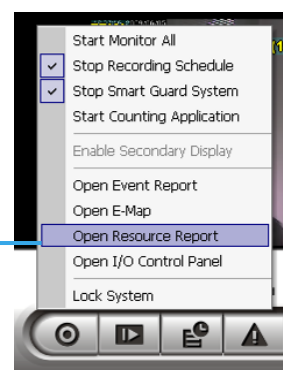 Start Monitor All
Stop Recording Schedule
Stop Smart Guard System
Start Counting Application
Enable Secondary Display
Open Event Report
Open E-Map
Open Resource Report
Open I/O Control Panel
Lock System